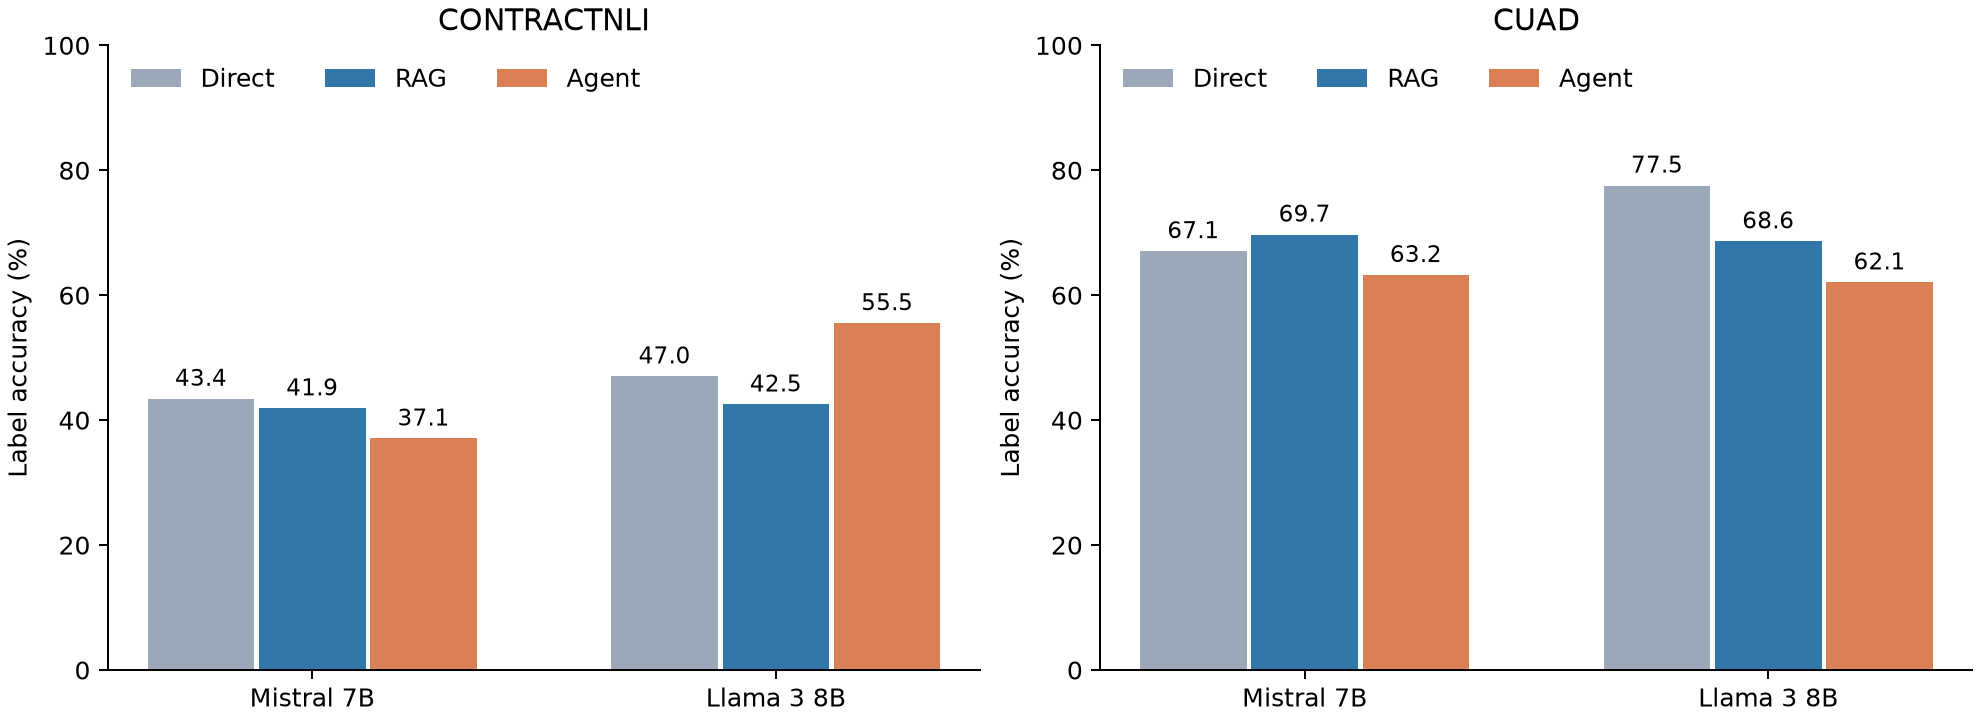 CONTRACTNLI
Direct RAG Agent
Label accuracy (%)
100
80
60
40
20
0
43.4
41.9
37.1
47.0
42.5
55.5
Mistral 7B
Llama 3 8B
CUAD
Direct RAG Agent
Label accuracy (%)
100
80
60
40
20
0
67.1
69.7
63.2
77.5
68.6
62.1
Mistral 7B
Llama 3 8B